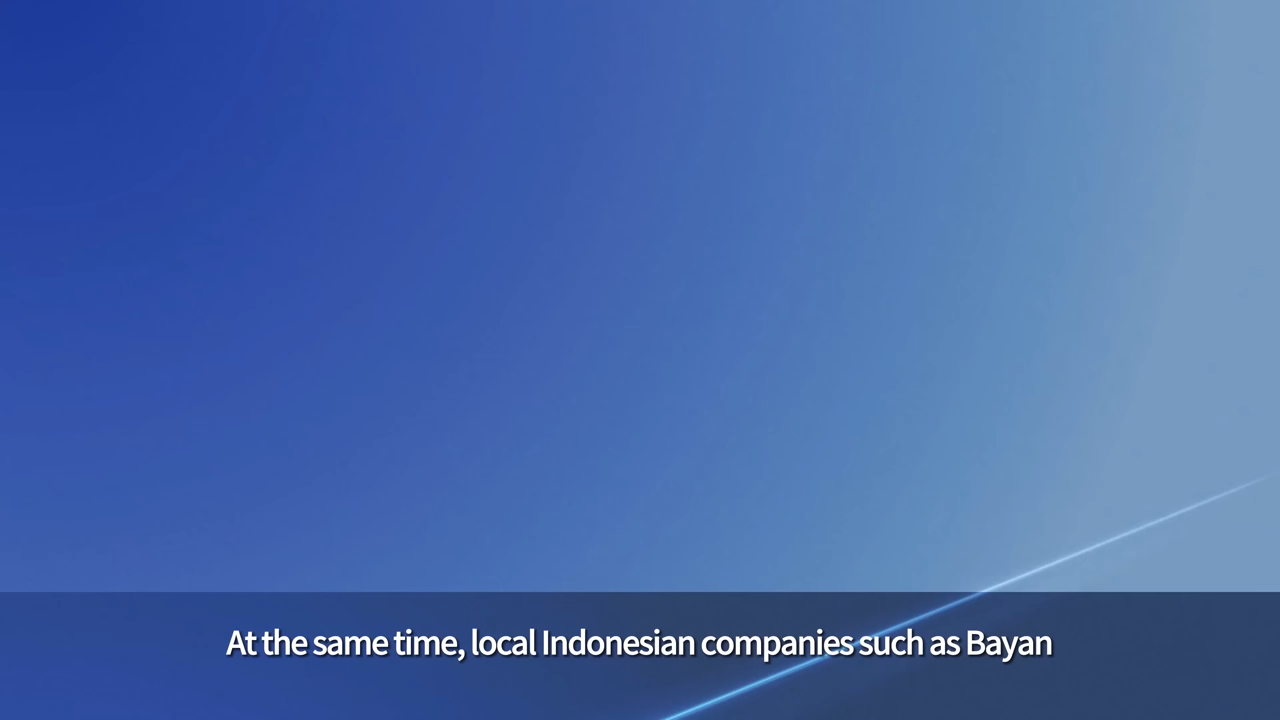 At the same time, local Indonesian companies such as Bayan